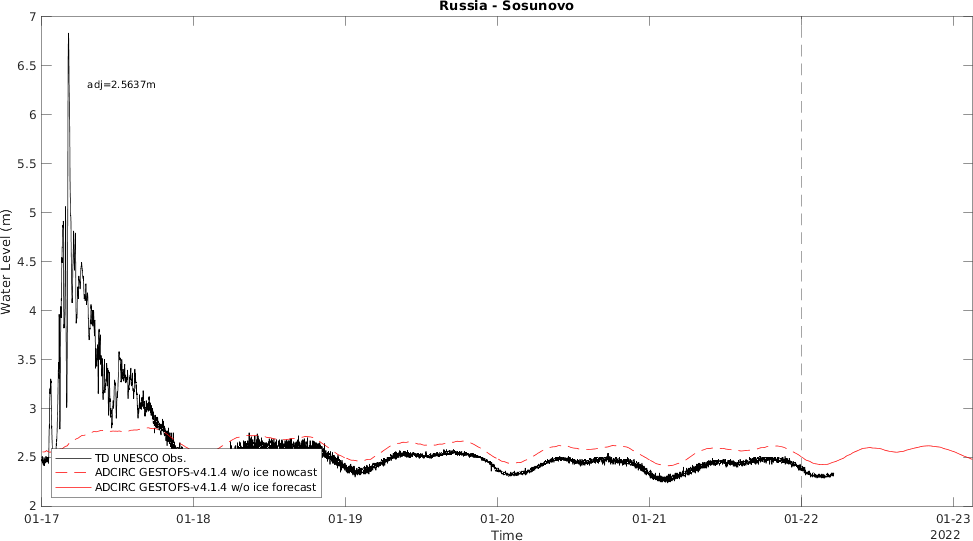 Russia - Sosunovo
7
6.5
6
5.5
5
4.5
4
3.5
3
2.5
2
Water Level (m)
adj=2.5637m
TD UNESCO Obs.
ADCIRC GESTOFS-v4.1.4 w/o ice nowcast
ADCIRC GESTOFS-v4.1.4 w/o ice forecast
01-17
01-18
01-19
01-20
01-21
01-22
01-23
Time
2022